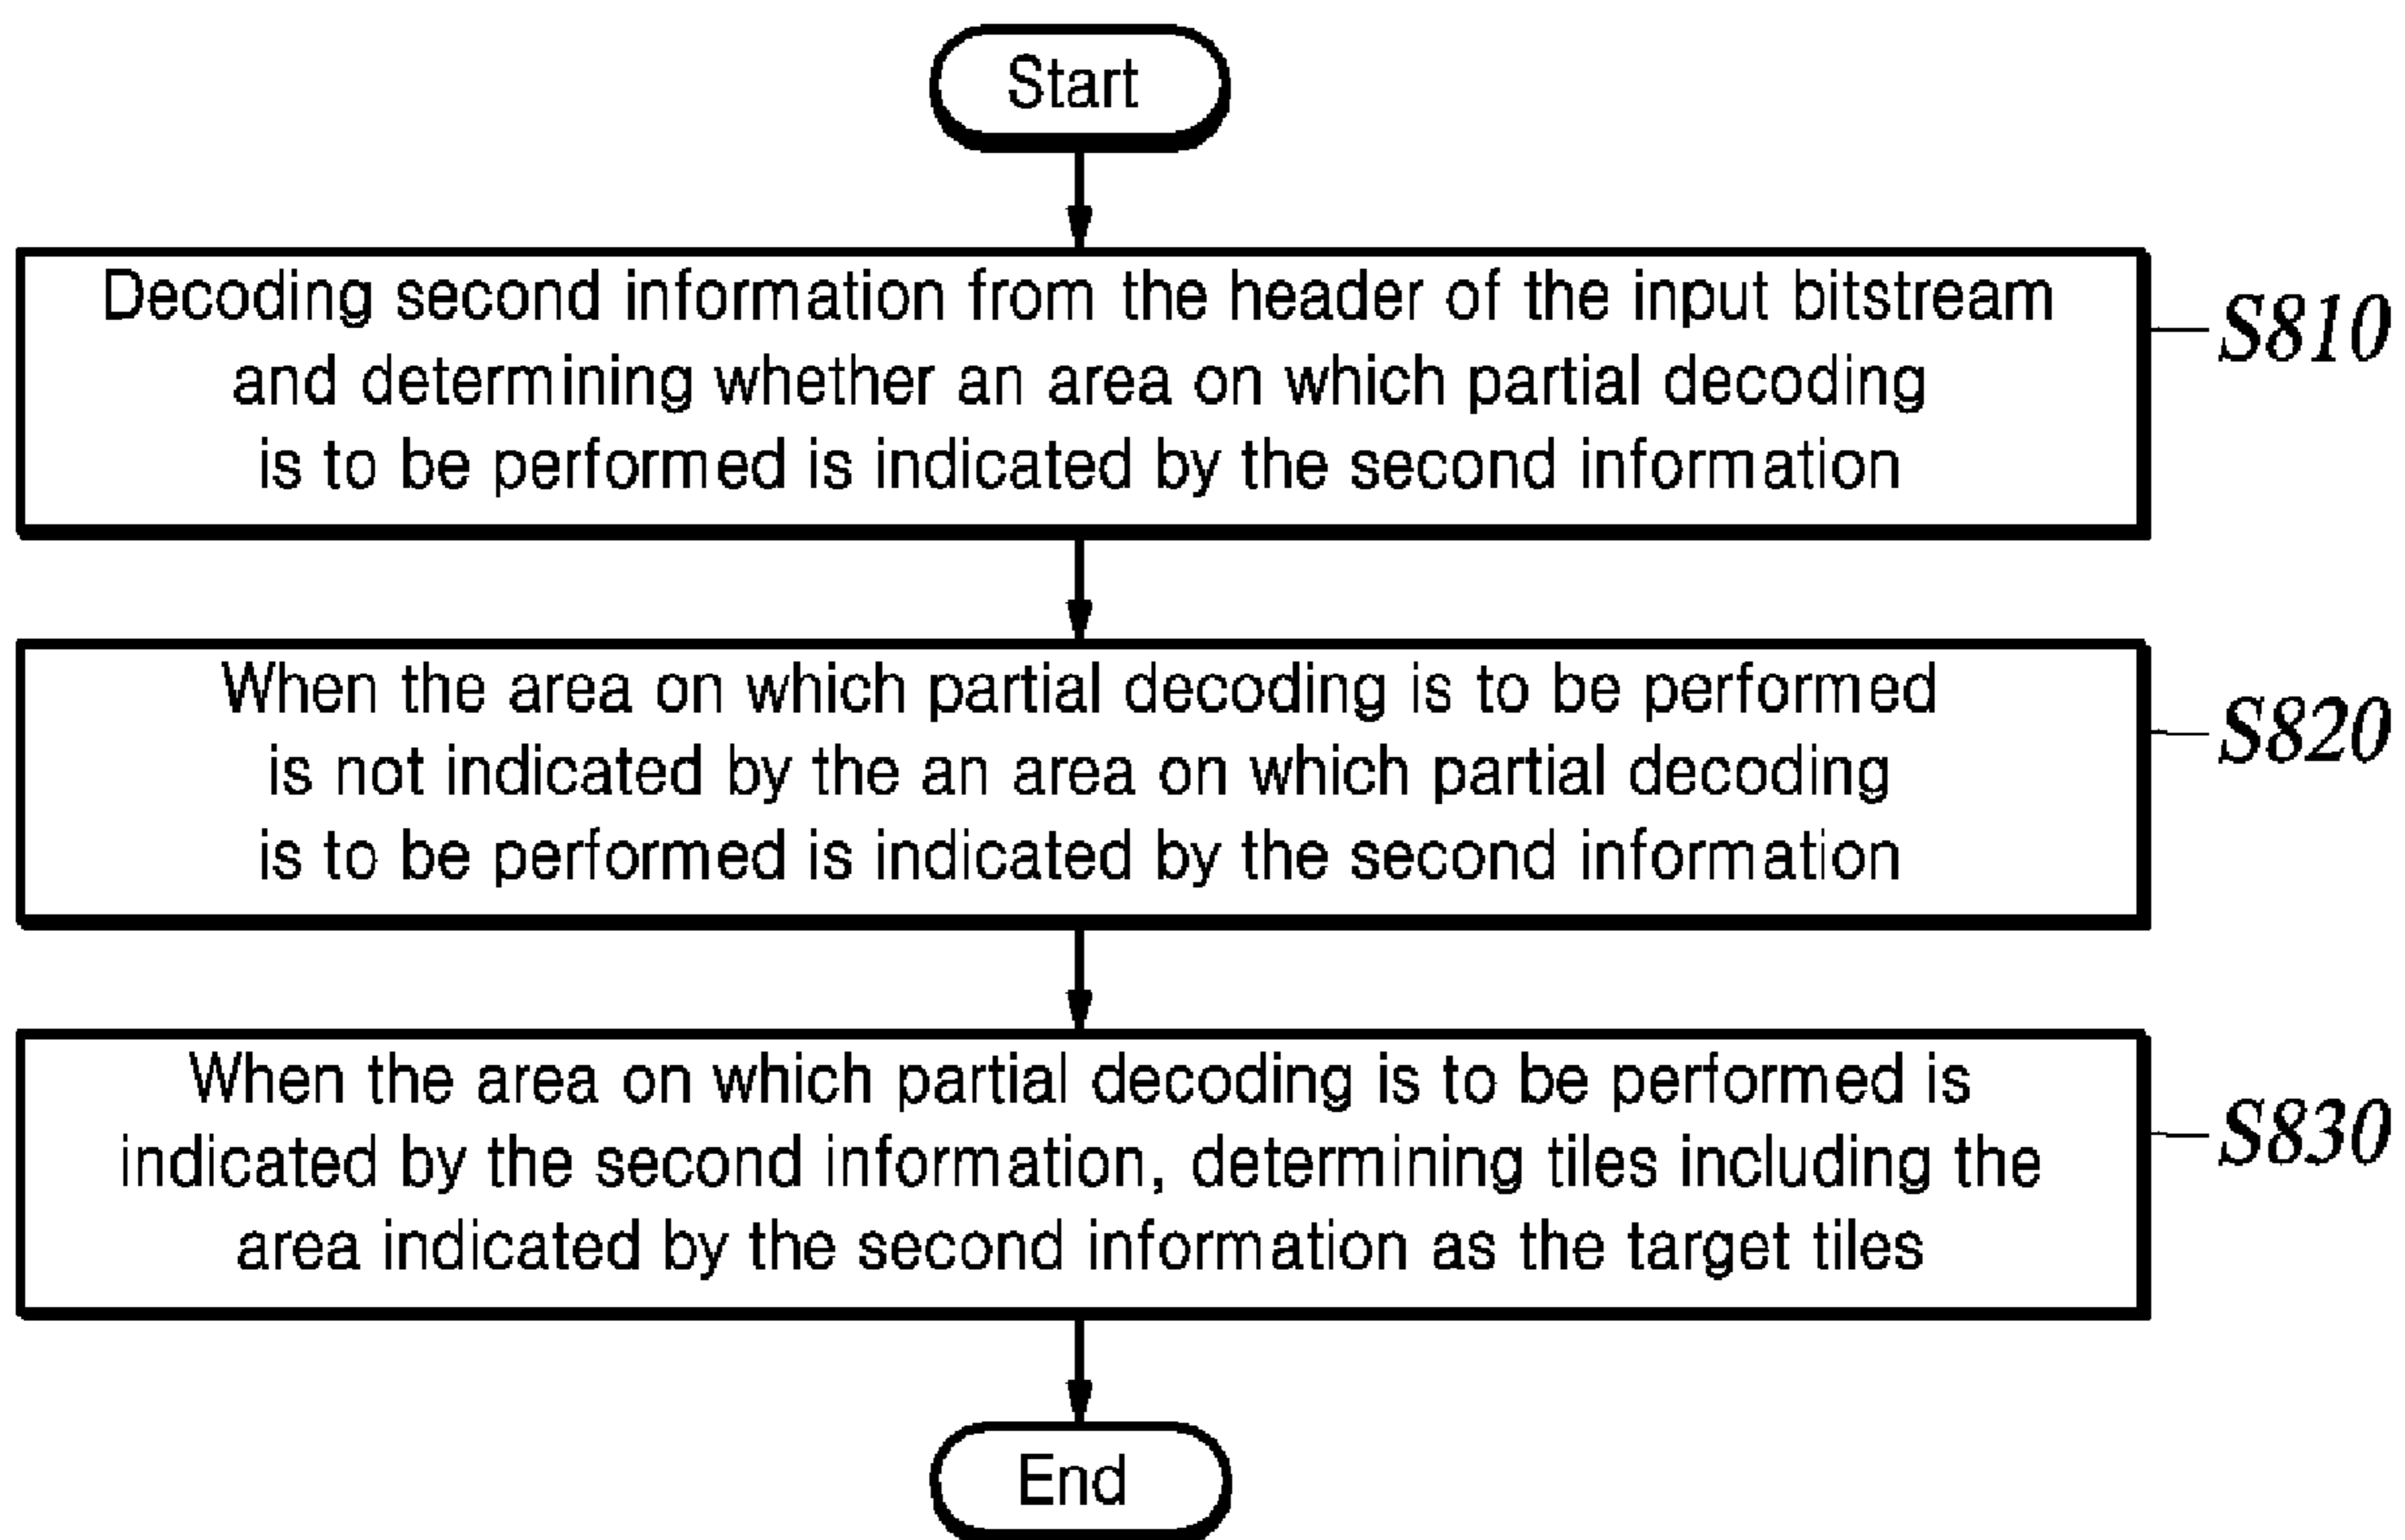 Start
Decoding second information from the header of the input bitstream
and determining whether an area on which partial decoding
is to be performed is indicated by the second information
S810
When the area on which partial decoding is to be performed
is not indicated by the an area on which partial decoding
is to be performed is indicated by the second information
S820
When the area on which partial decoding is to be performed is
indicated by the second information, determining tiles including the
area indicated by the second information as the target tiles
S830
End